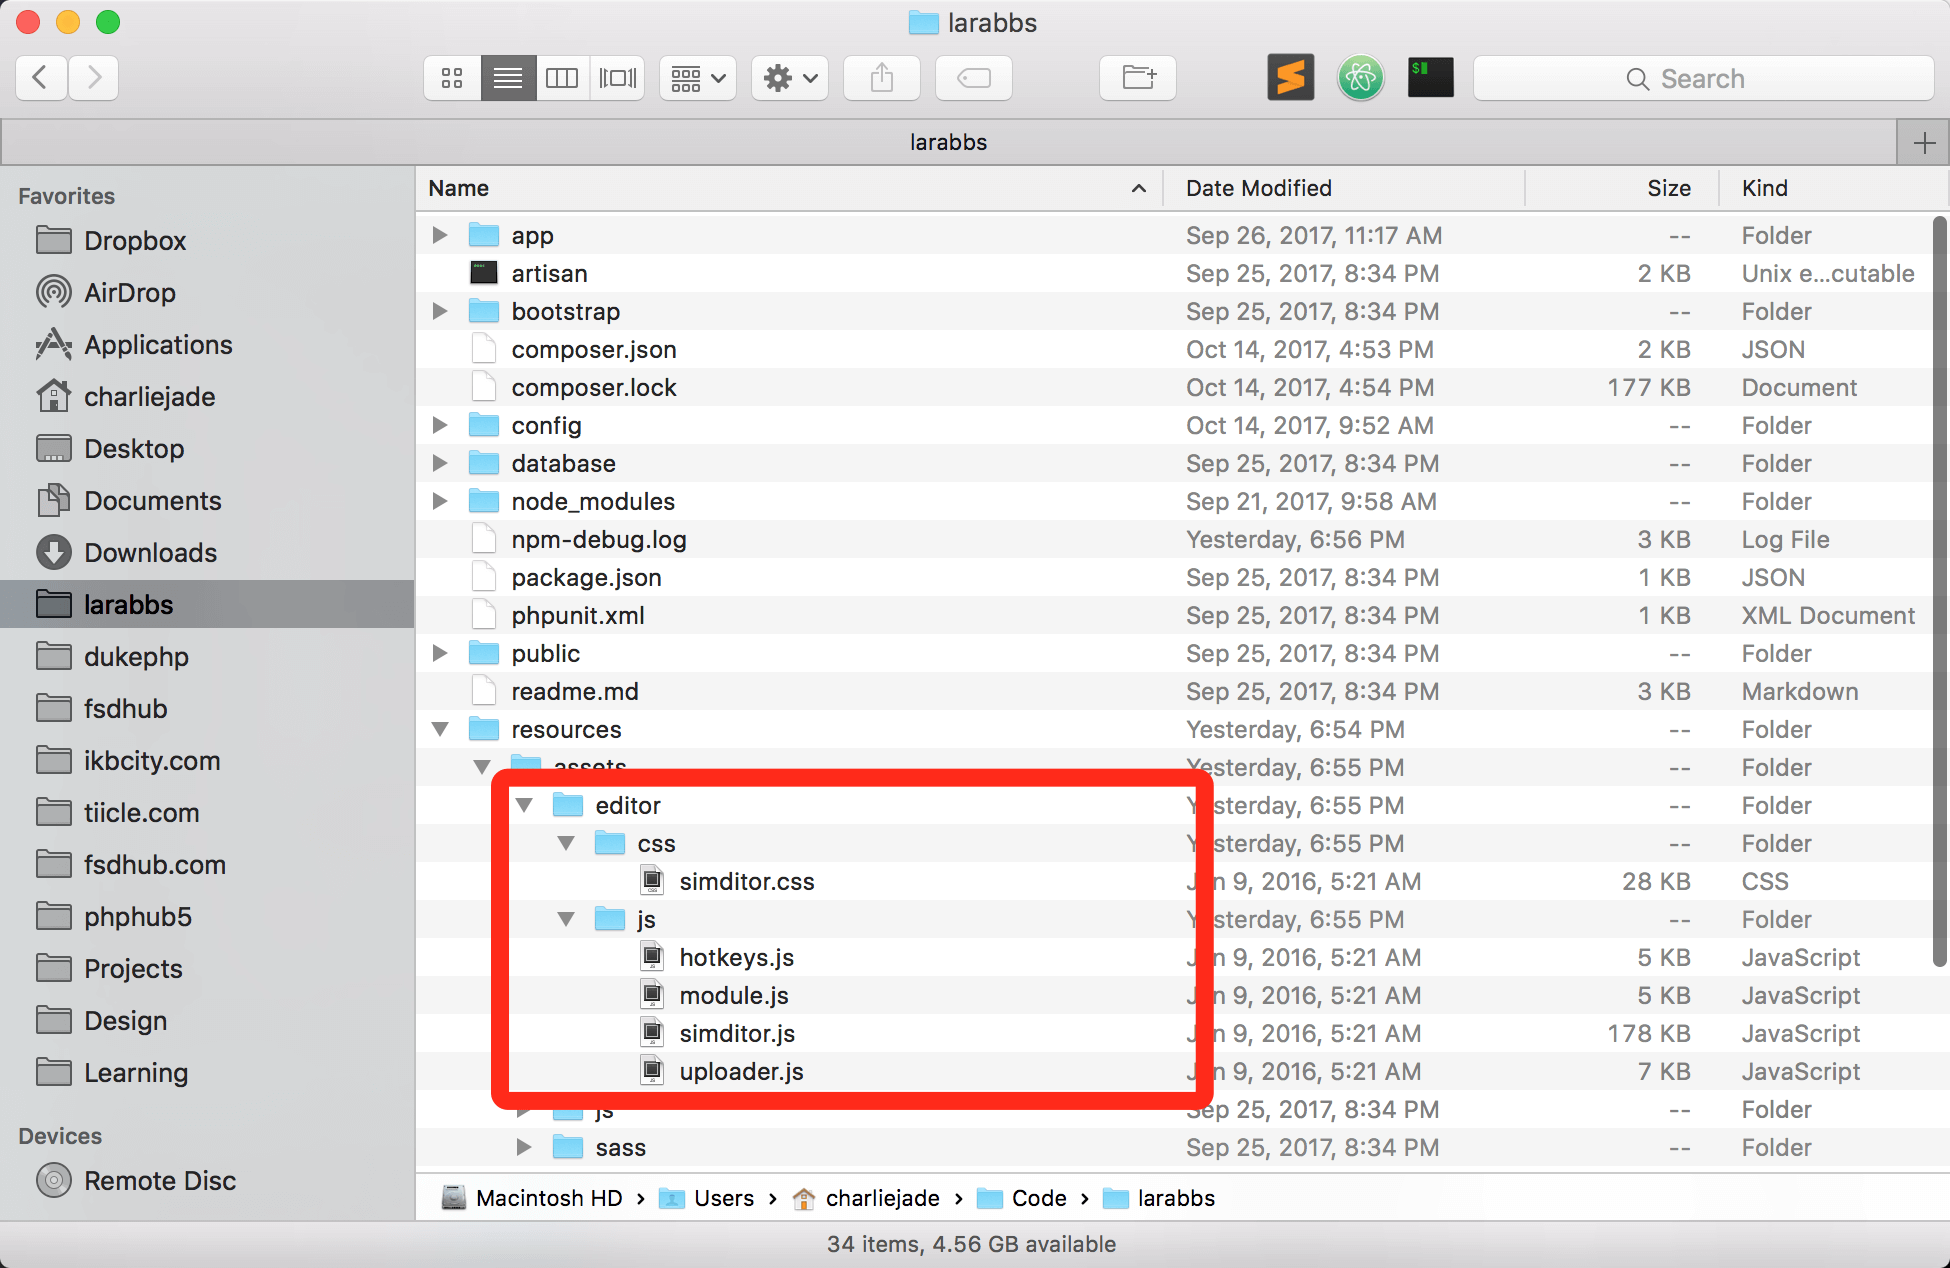 larabbs
Search
larabbs
Favorites
Dropbox
AirDrop
Applications
charliejade
Desktop
Documents
Downloads
larabbs
dukephp
fsdhub
ikbcity.com
tiicle.com
fsdhub.com
phphub5
Projects
Design
Learning
Devices
Remote Disc
Name Date Modified Size Kind
app Sep 26, 2017, 11:17 AM -- Folder
artisan Sep 25, 2017, 8:34 PM 2 KB Unix e...cutable
bootstrap Sep 25, 2017, 8:34 PM -- Folder
composer.json Oct 14, 2017, 4:53 PM 2 KB JSON
composer.lock Oct 14, 2017, 4:54 PM 177 KB Document
config Oct 14, 2017, 9:52 AM -- Folder
database Sep 25, 2017, 8:34 PM -- Folder
node_modules Sep 21, 2017, 9:58 AM -- Folder
npm-debug.log Yesterday, 6:56 PM 3 KB Log File
package.json Sep 25, 2017, 8:34 PM 1 KB JSON
phpunit.xml Sep 25, 2017, 8:34 PM 1 KB XML Document
public Sep 25, 2017, 8:34 PM -- Folder
readme.md Sep 25, 2017, 8:34 PM 3 KB Markdown
resources Yesterday, 6:54 PM -- Folder
assets Yesterday, 6:55 PM -- Folder
editor Yesterday, 6:55 PM -- Folder
css Yesterday, 6:55 PM -- Folder
simditor.css 9, 2016, 5:21 AM 28 KB CSS
js Yesterday, 6:55 PM -- Folder
hotkeys.js 9, 2016, 5:21 AM 5 KB JavaScript
module.js 9, 2016, 5:21 AM 5 KB JavaScript
simditor.js 9, 2016, 5:21 AM 178 KB JavaScript
uploader.js 9, 2016, 5:21 AM 7 KB JavaScript
js Sep 25, 2017, 8:34 PM -- Folder
sass Sep 25, 2017, 8:34 PM -- Folder
Macintosh HD › Users › charliejade › Code › larabbs
34 items, 4.56 GB available